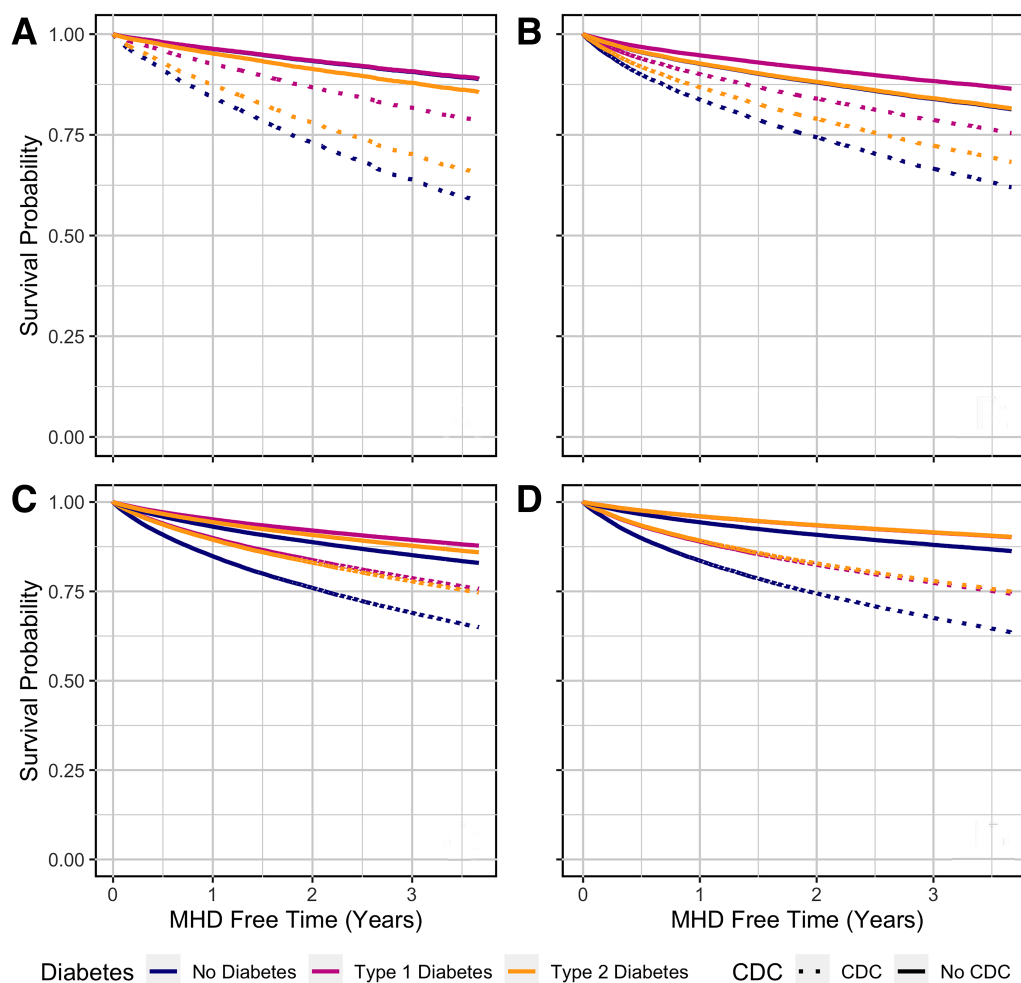 A
B
1.00
0.75
0.50
0.25
0.00
Survival Probability
C
D
1.00
0.75
0.50
0.25
0.00
Survival Probability
0 1 2 3
0 1 2 3
MHD Free Time (Years)
MHD Free Time (Years)
Diabetes No Diabetes Type 1 Diabetes Type 2 Diabetes CDC CDC No CDC